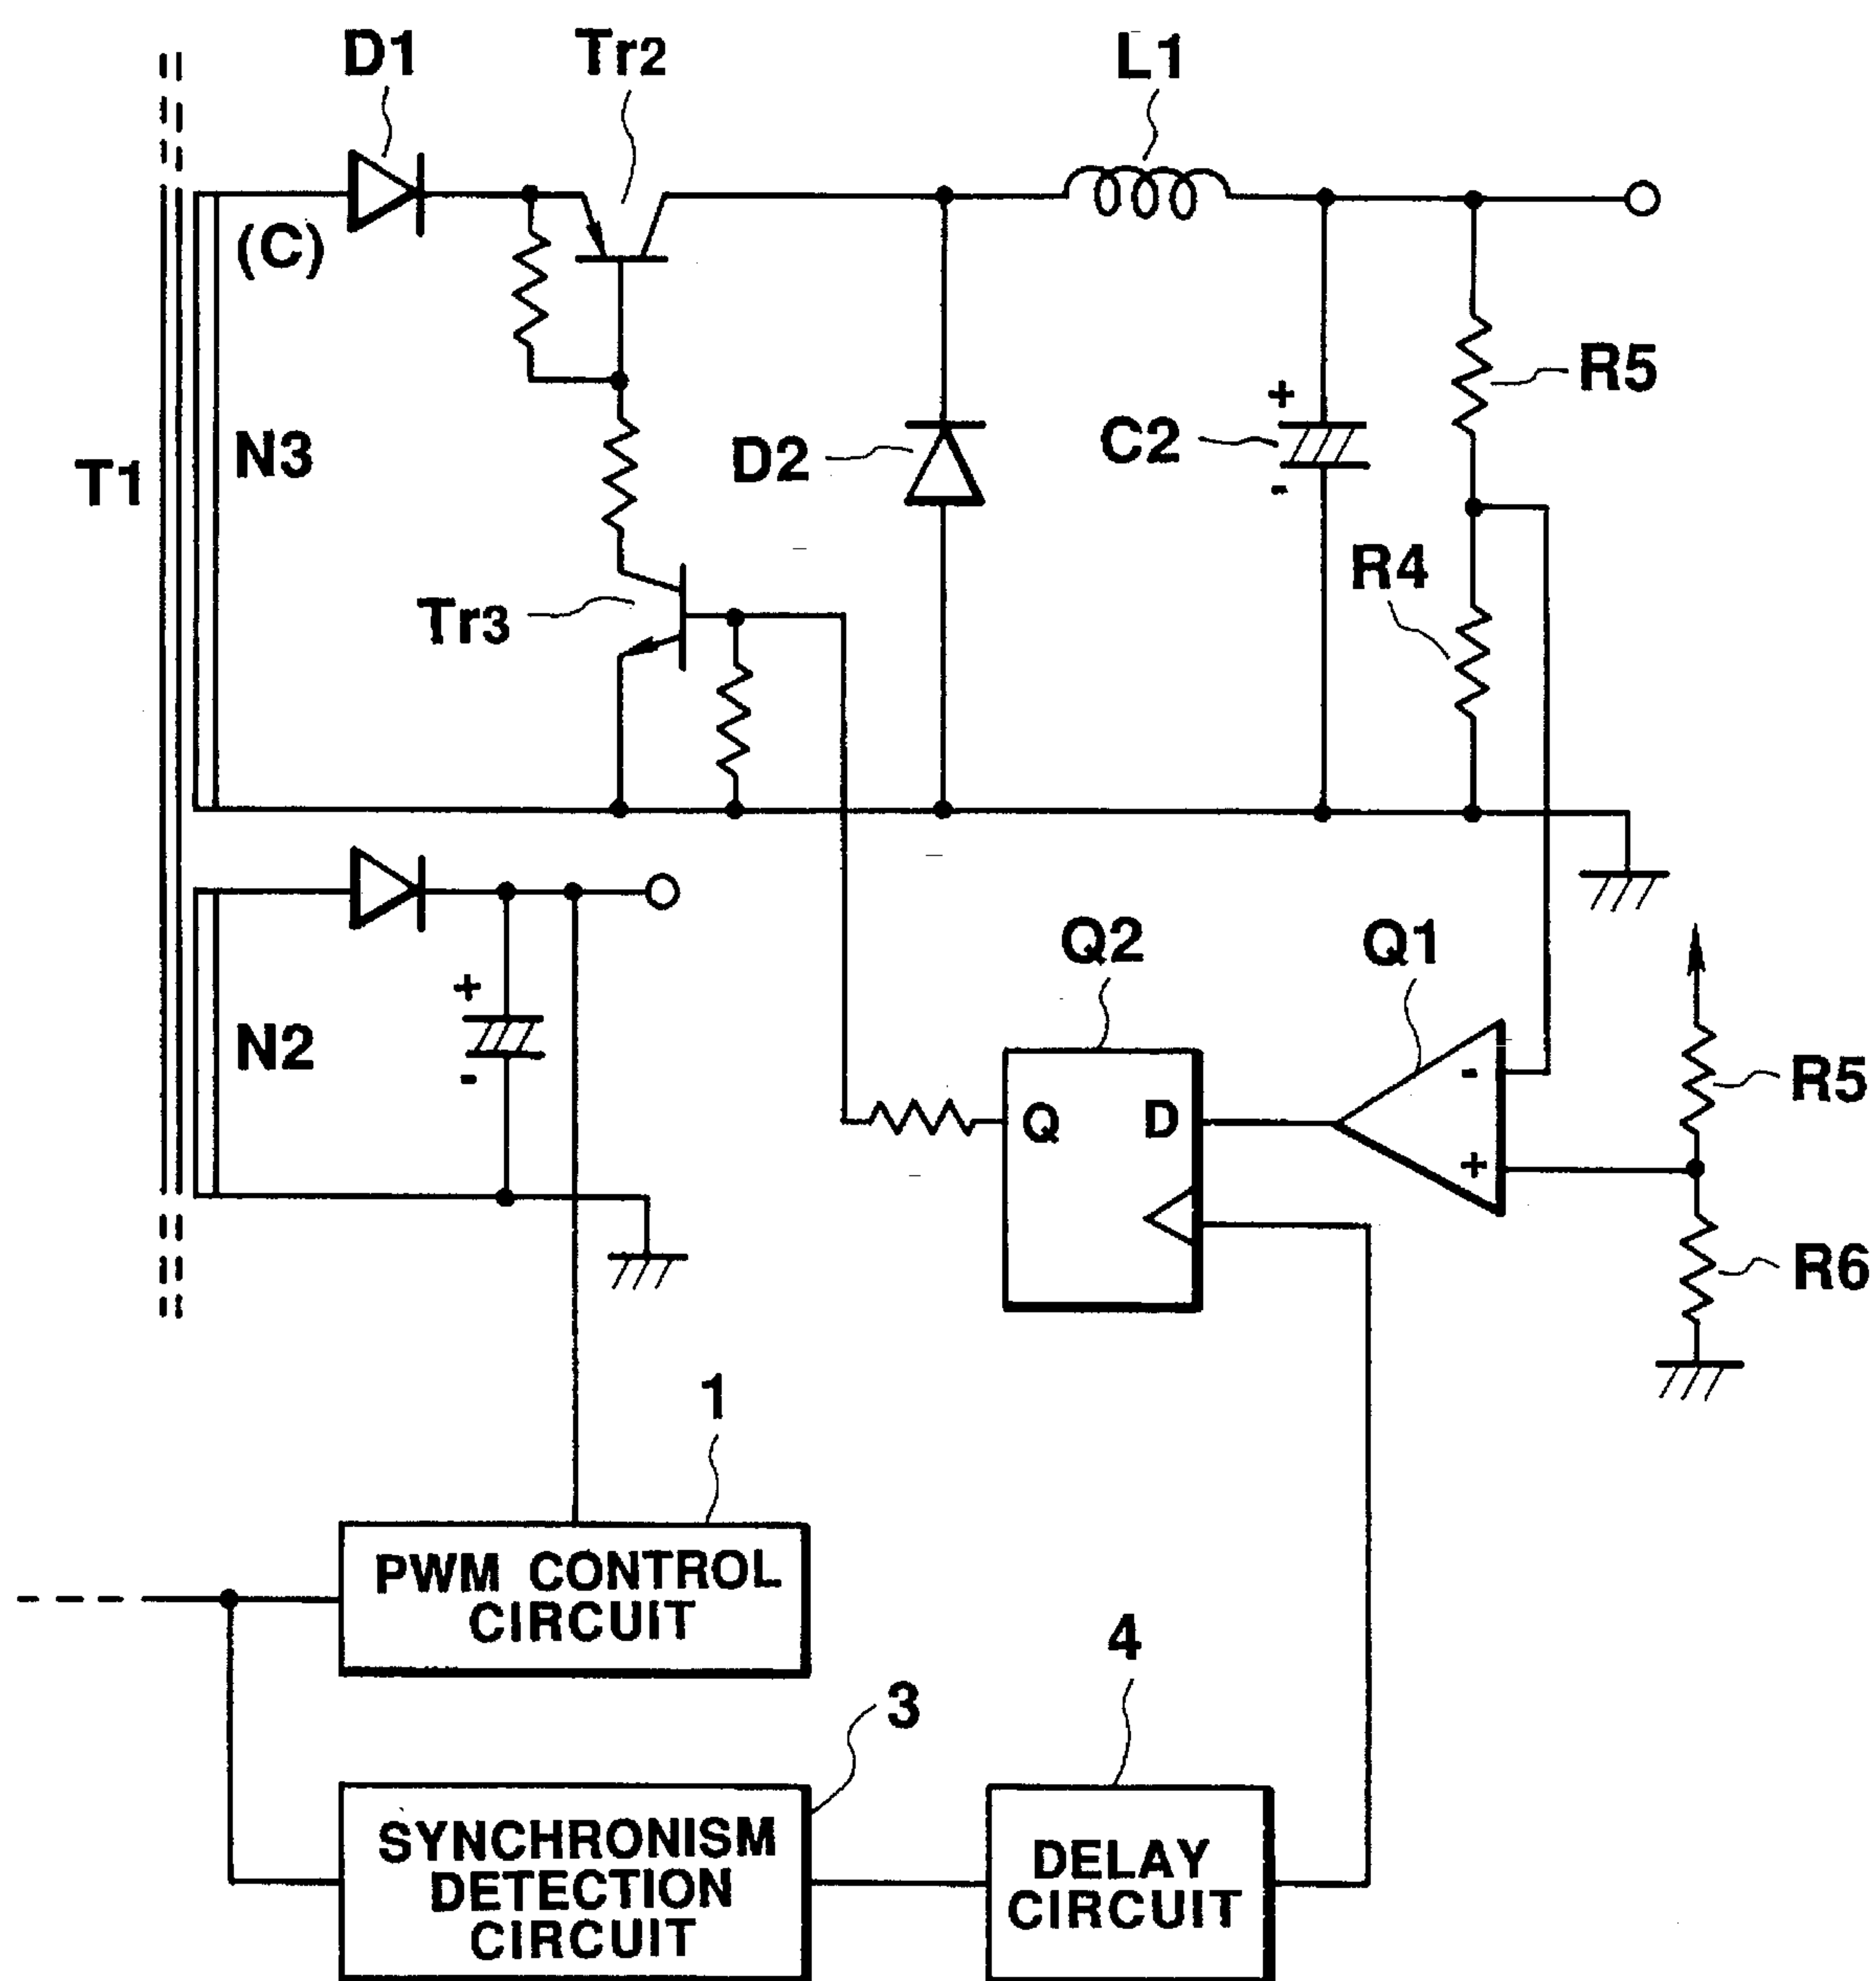 D1
Tr2
L1
(C)
R5
+
C2
-
D2
N3
T1
R4
Tr3
Q2
Q1
+
N2
-
-
R5
Q
D
+
R6
1
PWM CONTROL
CIRCUIT
4
3
SYNCHRONISM
DETECTION
CIRCUIT
DELAY
CIRCUIT